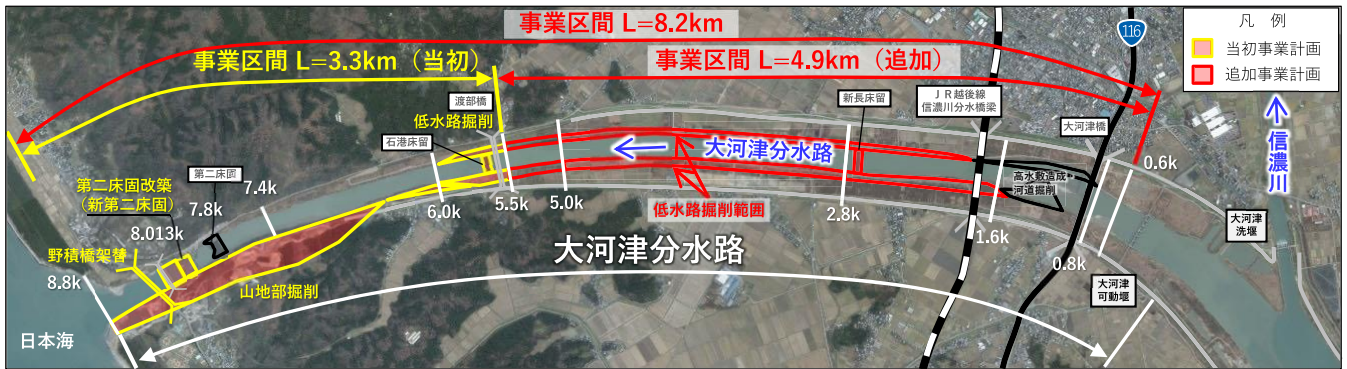 事業区間 L=8.2km
事業区間 L=3.3km（当初）
事業区間 L=4.9km（追加）
116
凡　例
当初事業計画
追加事業計画
渡部橋
低水路掘削
石港床留
新長床留
ＪＲ越後線
信濃川分水橋梁
大河津橋
信濃川
大河津分水路
0.6k
第二床固
7.4k
第二床固改築
（新第二床固）
7.8k
8.013k
6.0k
5.5k
5.0k
低水路掘削範囲
2.8k
高水敷造成・
河道掘削
1.6k
0.8k
大河津
洗堰
大河津
可動堰
野積橋架替
8.8k
山地部掘削
大河津分水路
日本海